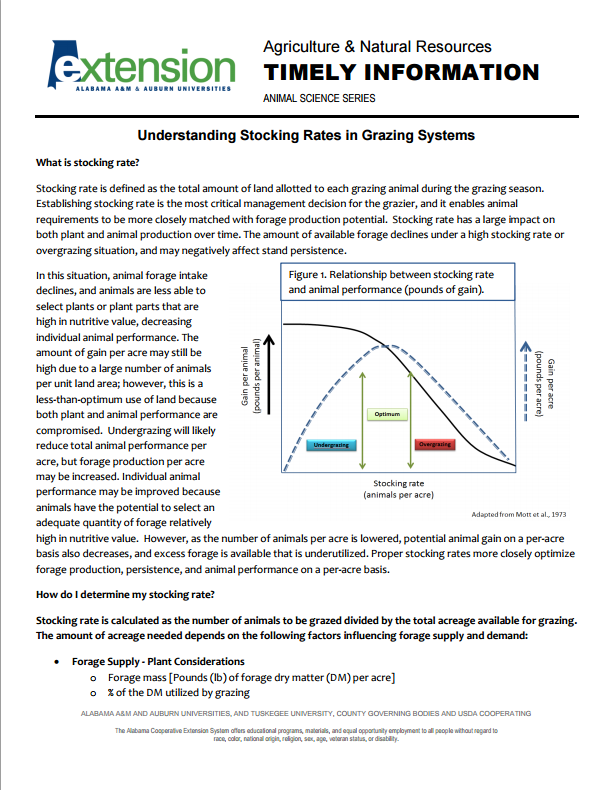 extension
ALABAMA A&M & AUBURN UNIVERSITIES
Agriculture & Natural Resources
TIMELY INFORMATION
ANIMAL SCIENCE SERIES
Understanding Stocking Rates in Grazing Systems
What is stocking rate?
Stocking rate is defined as the total amount of land allotted to each grazing animal during the grazing season.
Establishing stocking rate is the most critical management decision for the grazier, and it enables animal
requirements to be more closely matched with forage production potential.  Stocking rate has a large impact on
both plant and animal production over time. The amount of available forage declines under a high stocking rate or
overgrazing situation, and may negatively affect stand persistence.
In this situation, animal forage intake
declines, and animals are less able to
select plants or plant parts that are
high in nutritive value, decreasing
individual animal performance. The
amount of gain per acre may still be
high due to a large number of animals
per unit land area; however, this is a
less-than-optimum use of land because
both plant and animal performance are
compromised.  Undergrazing will likely
reduce total animal performance per
acre, but forage production per acre
may be increased. Individual animal
performance may be improved because
animals have the potential to select an
adequate quantity of forage relatively
high in nutritive value.  However, as the number of animals per acre is lowered, potential animal gain on a per-acre
basis also decreases, and excess forage is available that is underutilized. Proper stocking rates more closely optimize
forage production, persistence, and animal performance on a per-acre basis.
Figure 1. Relationship between stocking rate
and animal performance (pounds of gain).
Gain per animal
(pounds per animal)
Gain per acre
(pounds per acre)
Optimum
Undergrazing
Overgrazing
Stocking rate
(animals per acre)
Adapted from Mott et al., 1973
How do I determine my stocking rate?
Stocking rate is calculated as the number of animals to be grazed divided by the total acreage available for grazing.
The amount of acreage needed depends on the following factors influencing forage supply and demand:
• Forage Supply - Plant Considerations
o Forage mass [Pounds (lb) of forage dry matter (DM) per acre]
o % of the DM utilized by grazing
ALABAMA A&M AND AUBURN UNIVERSITIES, AND TUSKEGEE UNIVERSITY, COUNTY GOVERNING BODIES AND USDA COOPERATING
The Alabama Cooperative Extension System offers educational programs, materials, and equal opportunity employment to all people without regard to
race, color, national origin, religion, sex, age, veteran status, or disability.